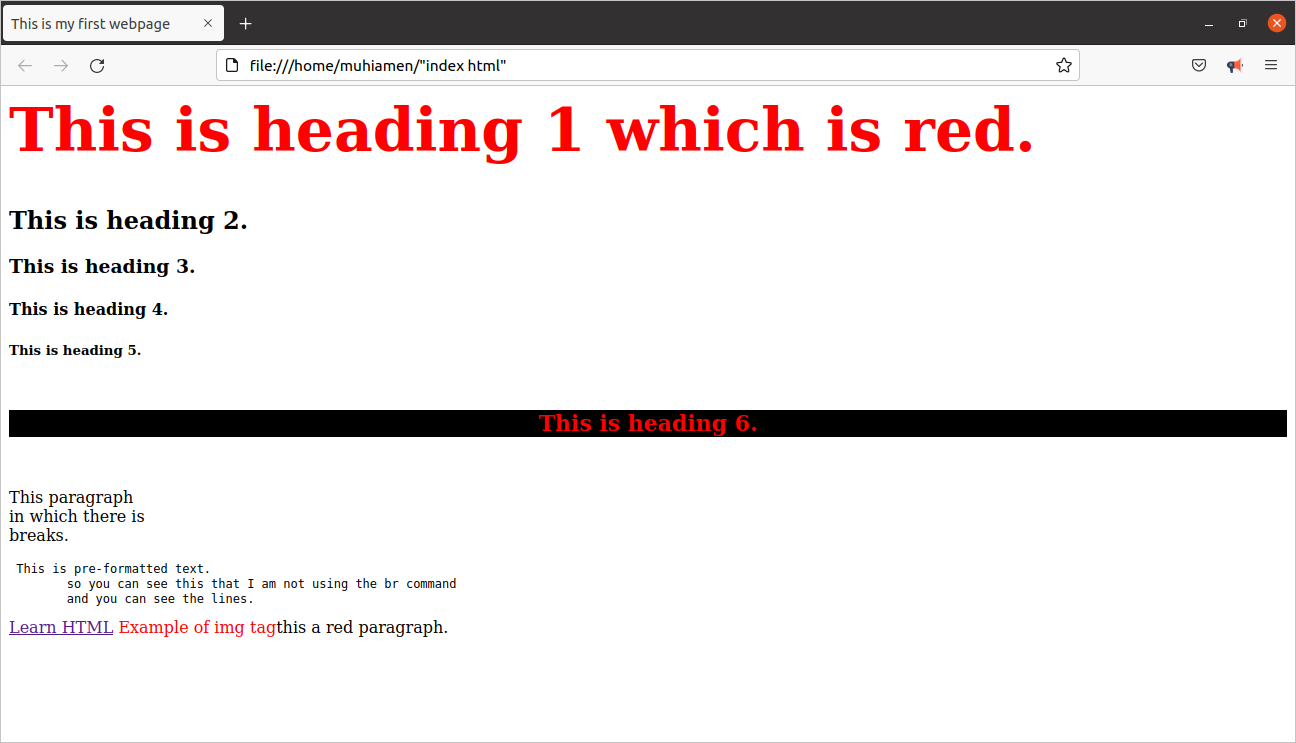 This is my first webpage
file:///home/muhiamen/"index html"
This is heading 1 which is red.
This is heading 2.
This is heading 3.
This is heading 4.
This is heading 5.
This is heading 6.
This paragraph
in which there is
breaks.
This is pre-formatted text.
so you can see this that I am not using the br command
and you can see the lines.
Learn HTML Example of img tagthis a red paragraph.